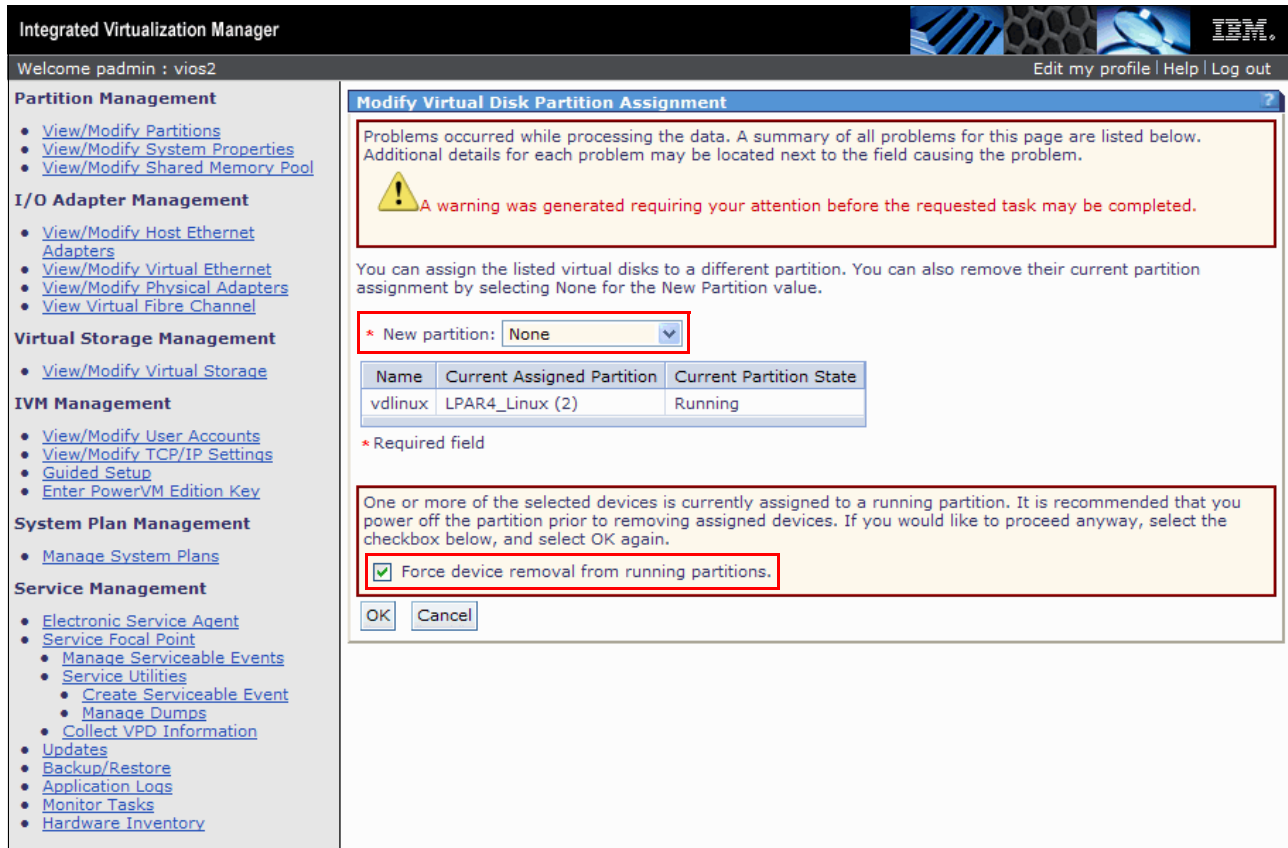 Integrated Virtualization Manager
IBM.
Welcome padmin : vios2
Edit my profile | Help | Log out
Partition Management
View/Modify Partitions
View/Modify System Properties
View/Modify Shared Memory Pool
I/O Adapter Management
View/Modify Host Ethernet
Adapters
View/Modify Virtual Ethernet
View/Modify Physical Adapters
View Virtual Fibre Channel
Virtual Storage Management
View/Modify Virtual Storage
IVM Management
View/Modify User Accounts
View/Modify TCP/IP Settings
Guided Setup
Enter PowerVM Edition Key
System Plan Management
Manage System Plans
Service Management
Electronic Service Agent
Service Focal Point
Manage Serviceable Events
Service Utilities
Create Serviceable Event
Manage Dumps
Collect VPD Information
Updates
Backup/Restore
Application Logs
Monitor Tasks
Hardware Inventory
Modify Virtual Disk Partition Assignment ?
Problems occurred while processing the data. A summary of all problems for this page are listed below.
Additional details for each problem may be located next to the field causing the problem.
A warning was generated requiring your attention before the requested task may be completed.
You can assign the listed virtual disks to a different partition. You can also remove their current partition
assignment by selecting None for the New Partition value.
* New partition: None
Name Current Assigned Partition Current Partition State
vdlinux LPAR4_Linux (2) Running
*Required field
One or more of the selected devices is currently assigned to a running partition. It is recommended that you
power off the partition prior to removing assigned devices. If you would like to proceed anyway, select the
checkbox below, and select OK again.
Force device removal from running partitions.
OK Cancel